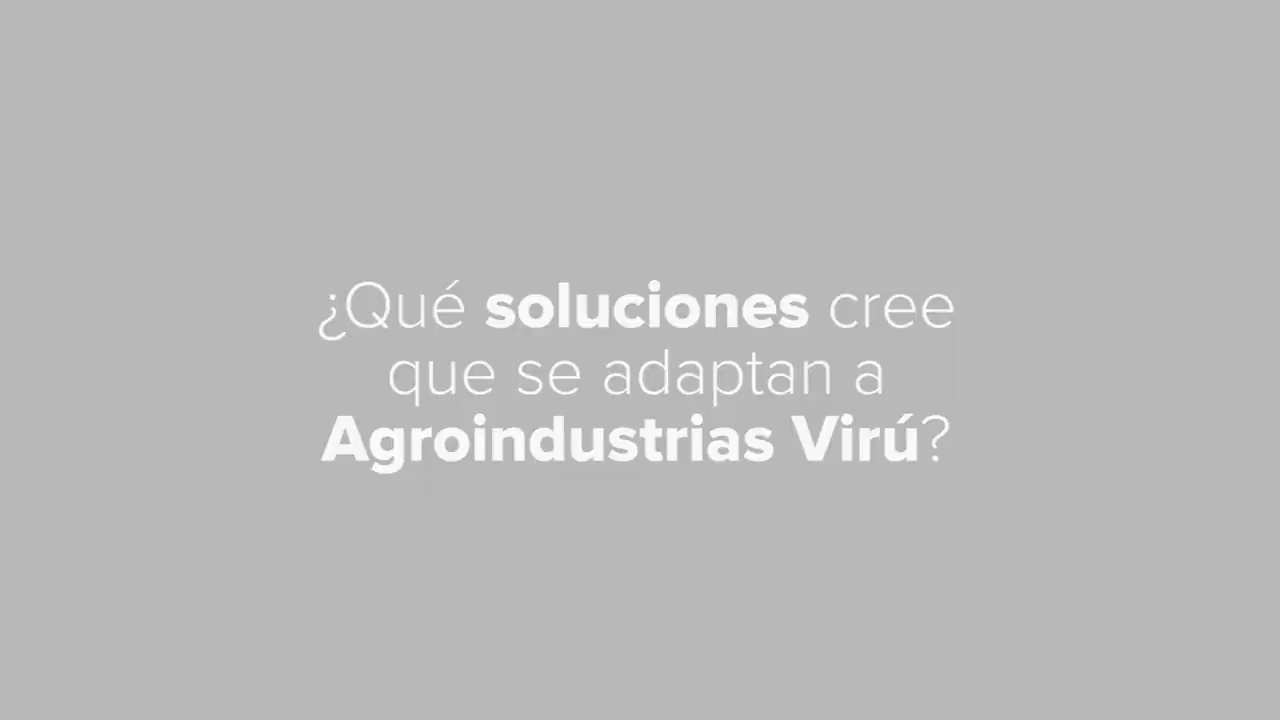 ¿Qué soluciones cree
que se adaptan a
Agroindustrias Virú?